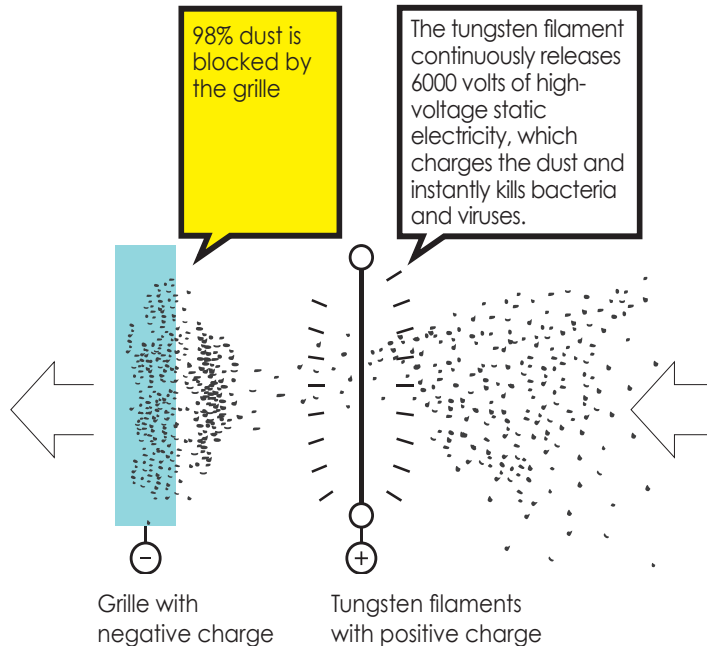 98% dust is
blocked by
the grille
The tungsten filament
continuously releases
6000 volts of high-
voltage static
electricity, which
charges the dust and
instantly kills bacteria
and viruses.
−
+
Grille with
negative charge
Tungsten filaments
with positive charge